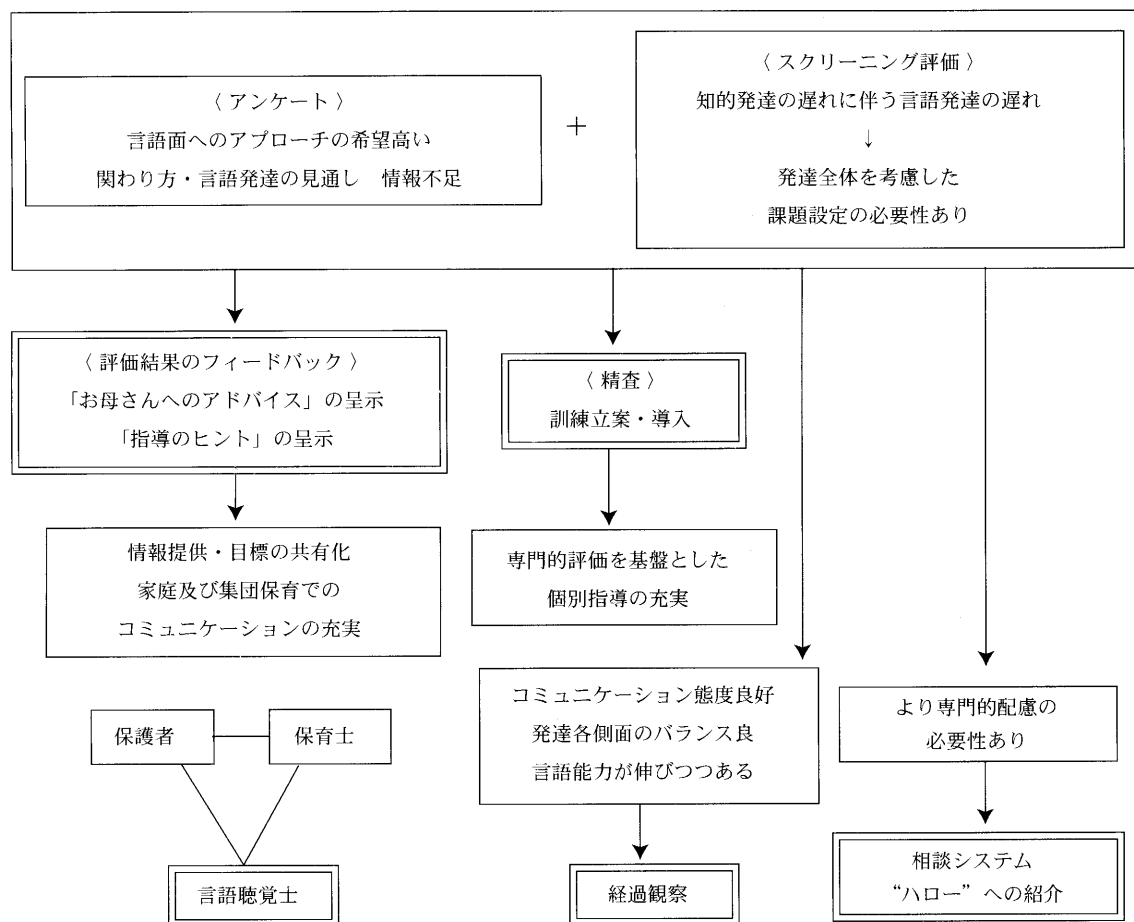 〈 アンケート 〉
言語面へのアプローチの希望高い
関わり方・言語発達の見通し　情報不足
+
〈 スクリーニング評価 〉
知的発達の遅れに伴う言語発達の遅れ
↓
発達全体を考慮した
課題設定の必要性あり
〈 評価結果のフィードバック 〉
「お母さんへのアドバイス」の呈示
「指導のヒント」の呈示
〈 精査 〉
訓練立案・導入
情報提供・目標の共有化
家庭及び集団保育での
コミュニケーションの充実
専門的評価を基盤とした
個別指導の充実
コミュニケーション態度良好
発達各側面のバランス良
言語能力が伸びつつある
より専門的配慮の
必要性あり
保護者
保育士
言語聴覚士
経過観察
相談システム
“ハロー”への紹介